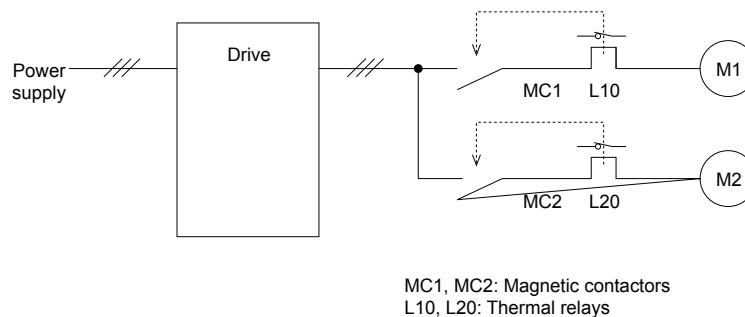 Drive
Power
supply
MC1 L10
M1
MC2 L20
M2
MC1, MC2: Magnetic contactors
L10, L20: Thermal relays